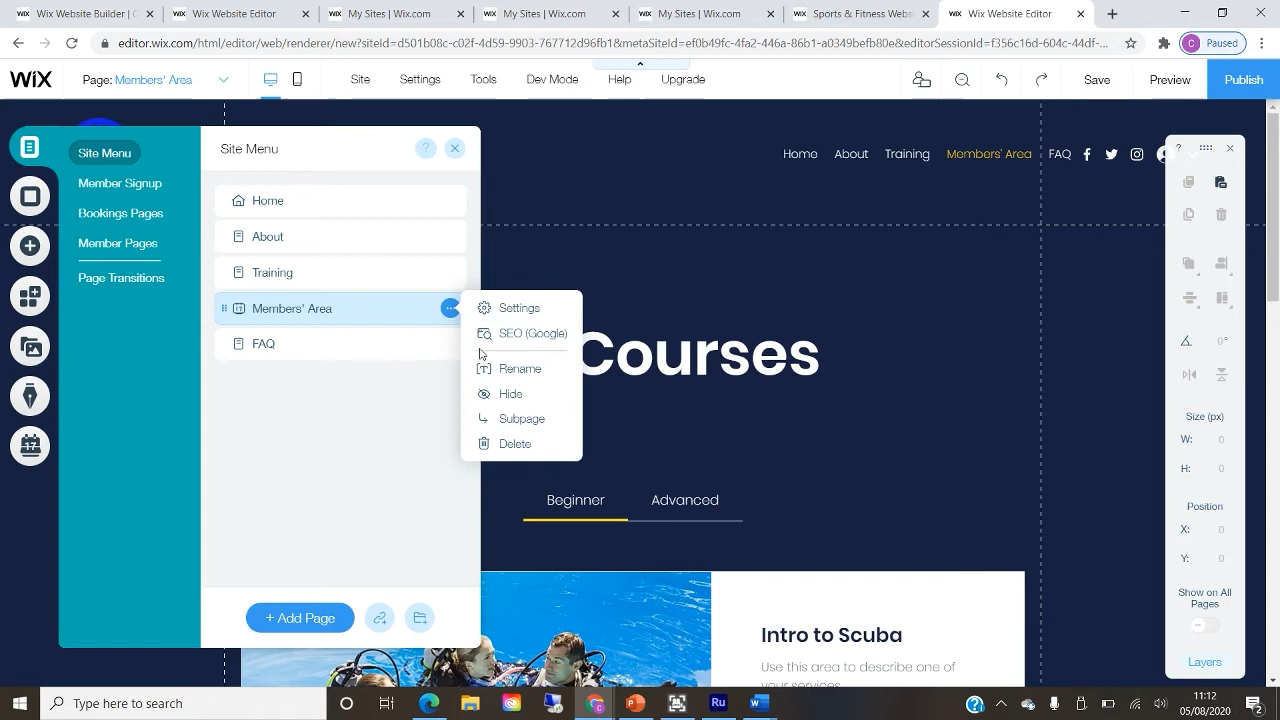 Wix Website Builder | C
Wix Website Editor
My Sites | Wix.com
My Sites | Wix.com
My Sites | Wix.com
Sports & Fitness Websi
Wix Website Editor
editor.wix.com/html/editor/web/renderer/new?siteId=d501b08c-c02f-4d59-9903-767712d96fb1&metaSiteId=ef0b49fc-4fa2-446a-86b1-a0349befb80e&editorSessionId=f356c16d-604c-44df-...
C Paused
WiX
Page: Members' Area
Site
Settings
Tools
Dev Mode
Help
Upgrade
Save
Preview
Publish
Site Menu
Member Signup
Bookings Pages
Member Pages
Page Transitions
17
Site Menu
?
Home
About
Training
Members' Area
FAQ
+ Add Page
Settings
SEO (Google)
Rename
Hide
Subpage
Delete
Home
About
Training
Members' Area
FAQ
Courses
Beginner
Advanced
Intro to Scuba
Use this area to describe one of
your services.
?
0°
Size (px)
W: 0
H: 0
Position
X: 0
Y: 0
Show on All
Pages
Layers
Type here to search
Ru
11:12
05/08/2020